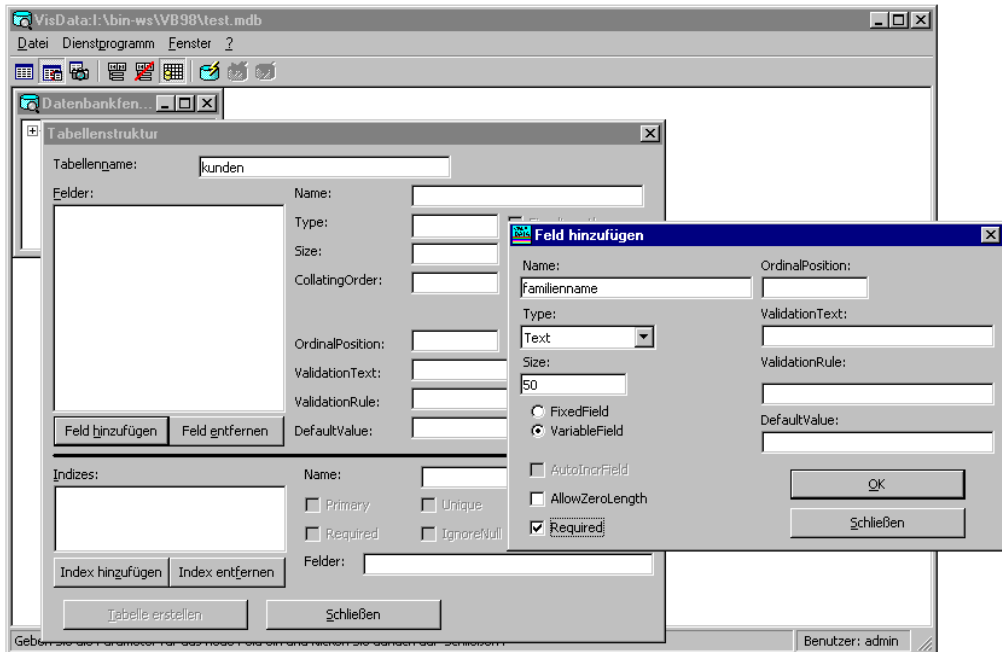 VisData:I:\bin-ws\VB98\test.mdb
Datei Dienstprogramm Fenster ?
Datenbankfen...
Tabellenstruktur
Tabellenname: kunden
Felder:
Name:
Type:
Size:
CollatingOrder:
OrdinalPosition:
ValidationText:
ValidationRule:
DefaultValue:
Feld hinzufügen Feld entfernen
Indizes:
Name:
Primary Unique
Required IgnoreNull
Felder:
Index hinzufügen Index entfernen
Tabelle erstellen Schließen
Feld hinzufügen
Name:
familienname
Type:
Text
Size:
50
FixedField
VariableField
AutoIncrField
AllowZeroLength
Required
OrdinalPosition:
ValidationText:
ValidationRule:
DefaultValue:
OK
Schließen
Benutzer: admin